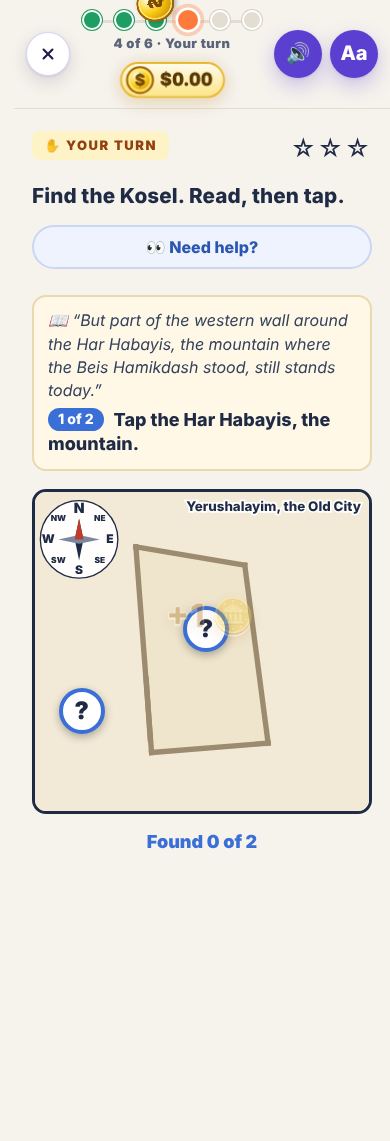 4 of 6 · Your turn
$ $0.00
Aa
YOUR TURN
Find the Kosel. Read, then tap.
Need help?
“But part of the western wall around
the Har Habayis, the mountain where
the Beis Hamikdash stood, still stands
today.”
1 of 2 Tap the Har Habayis, the
mountain.
Yerushalayim, the Old City
N
NW NE
W E
SW SE
S
+1
?
?
Found 0 of 2